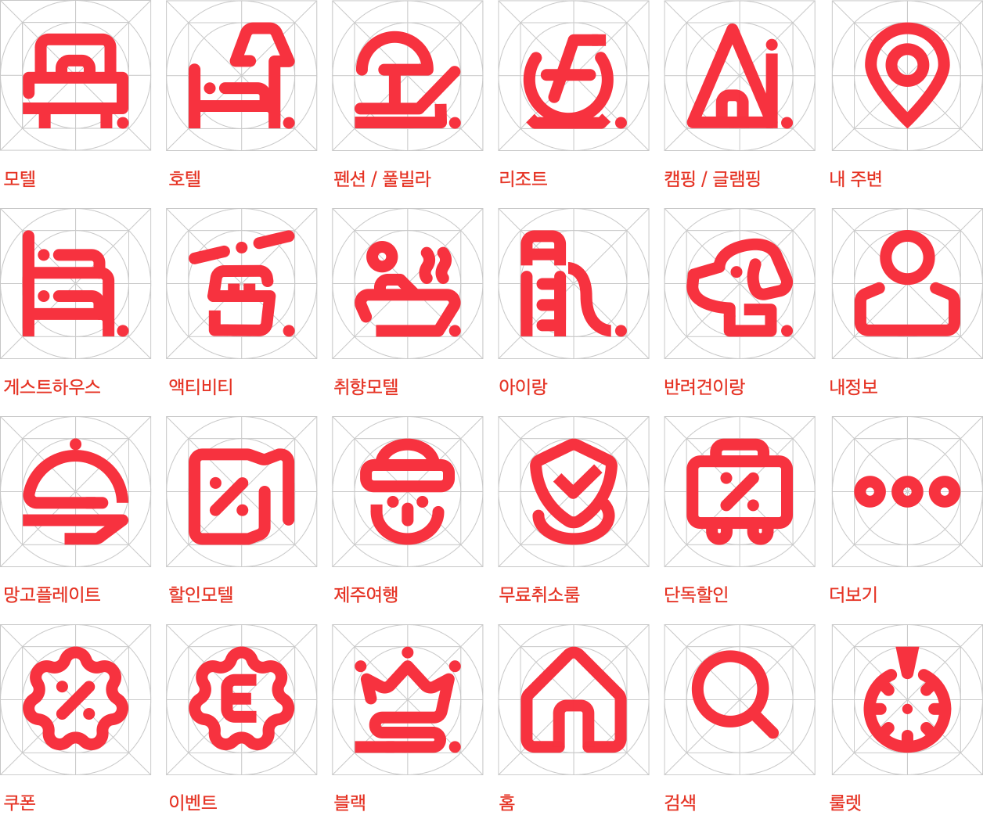 모텔 호텔 펜션 / 풀빌라 리조트 캠핑 / 글램핑 내 주변
게스트하우스 액티비티 취향모텔 아이랑 반려견이랑 내정보
망고플레이트 할인모텔 제주여행 무료취소룸 단독할인 더보기
E
쿠폰 이벤트 블랙 홈 검색 룰렛